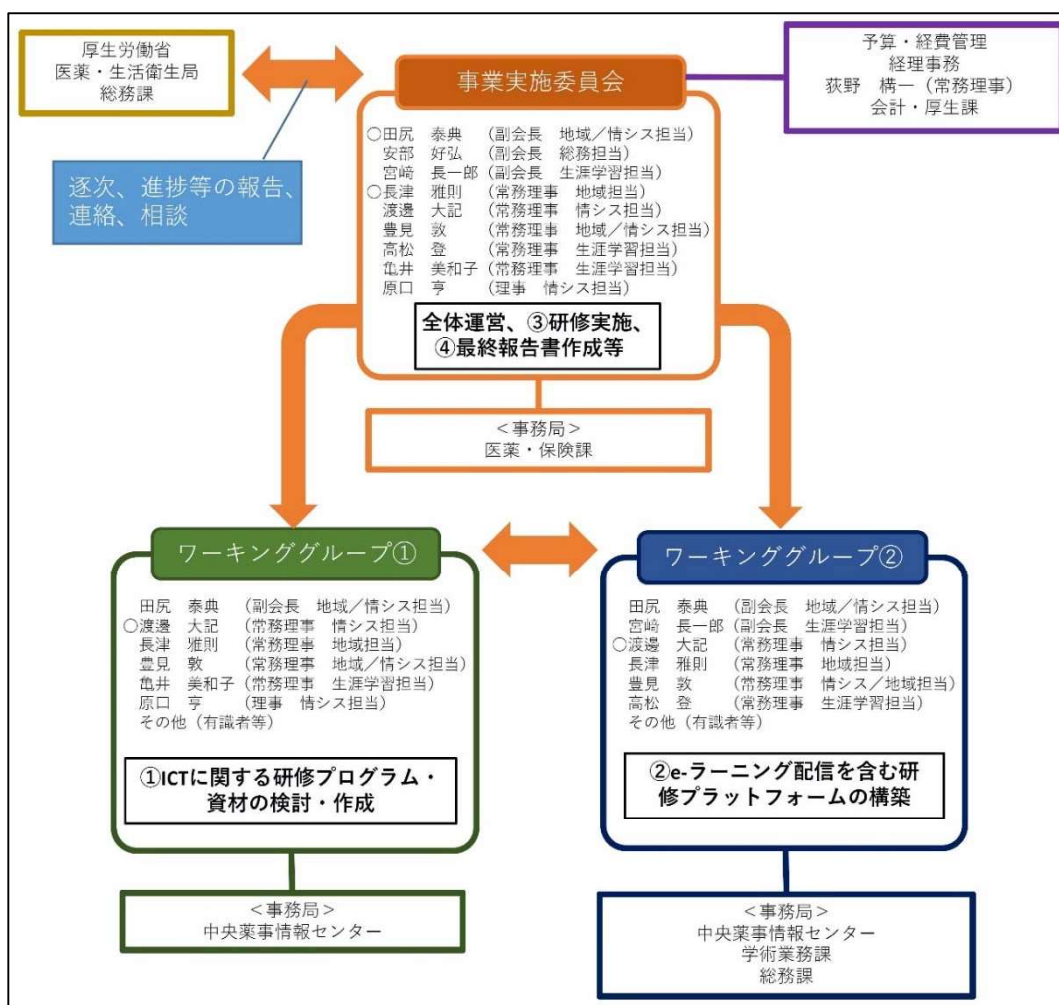 厚生労働省
医薬・生活衛生局
総務課
予算・経費管理
経理事務
荻野 構一（常務理事）
会計・厚生課
逐次、進捗等の報告、
連絡、相談
事業実施委員会
○田尻 泰典 (副会長 地域／情シス担当)
安部 好弘 (副会長 総務担当)
宮﨑 長一郎 (副会長 生涯学習担当)
○長津 雅則 (常務理事 地域担当)
渡邊 大記 (常務理事 情シス担当)
豊見 敦 (常務理事 地域/情シス担当)
高松 登 (常務理事 生涯学習担当)
亀井 美和子 (常務理事 生涯学習担当)
原口 亨 (理事 情シス担当)
全体運営、③研修実施、
④最終報告書作成等
＜事務局＞
医薬・保険課
ワーキンググループ①
田尻 泰典 (副会長 地域／情シス担当)
○渡邊 大記 (常務理事 情シス担当)
長津 雅則 (常務理事 地域担当)
豊見 敦 (常務理事 地域/情シス担当)
亀井 美和子 (常務理事 生涯学習担当)
原口 亨 (理事 情シス担当)
その他（有識者等）
①ICTに関する研修プログラム・
資材の検討・作成
＜事務局＞
中央薬事情報センター
ワーキンググループ②
田尻 泰典 (副会長 地域／情シス担当)
宮﨑 長一郎 (副会長 生涯学習担当)
○渡邊 大記 (常務理事 情シス担当)
長津 雅則 (常務理事 地域担当)
豊見 敦 (常務理事 情シス／地域担当)
高松 登 (常務理事 生涯学習担当)
その他（有識者等）
②e-ラーニング配信を含む研
修プラットフォームの構築
＜事務局＞
中央薬事情報センター
学術業務課
総務課